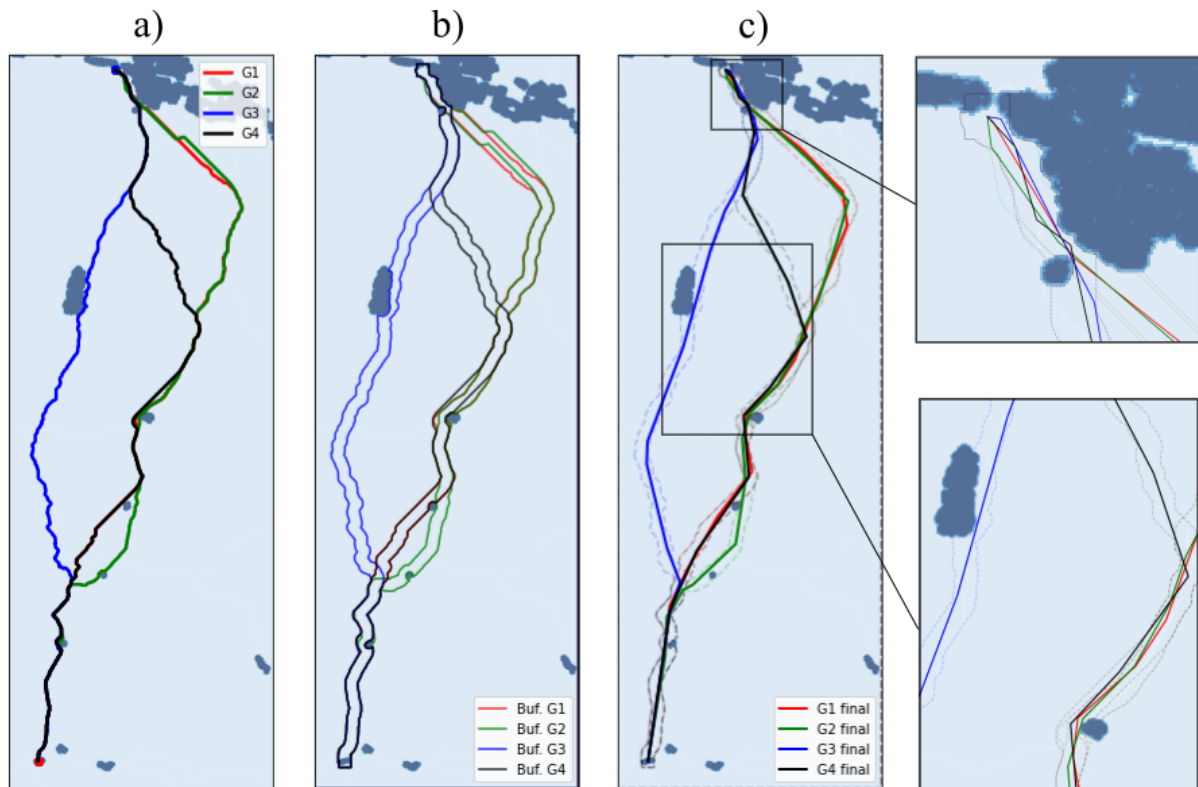 a)
b)
c)
G1
G2
G3
G4
Buf. G1
Buf. G2
Buf. G3
Buf. G4
G1 final
G2 final
G3 final
G4 final